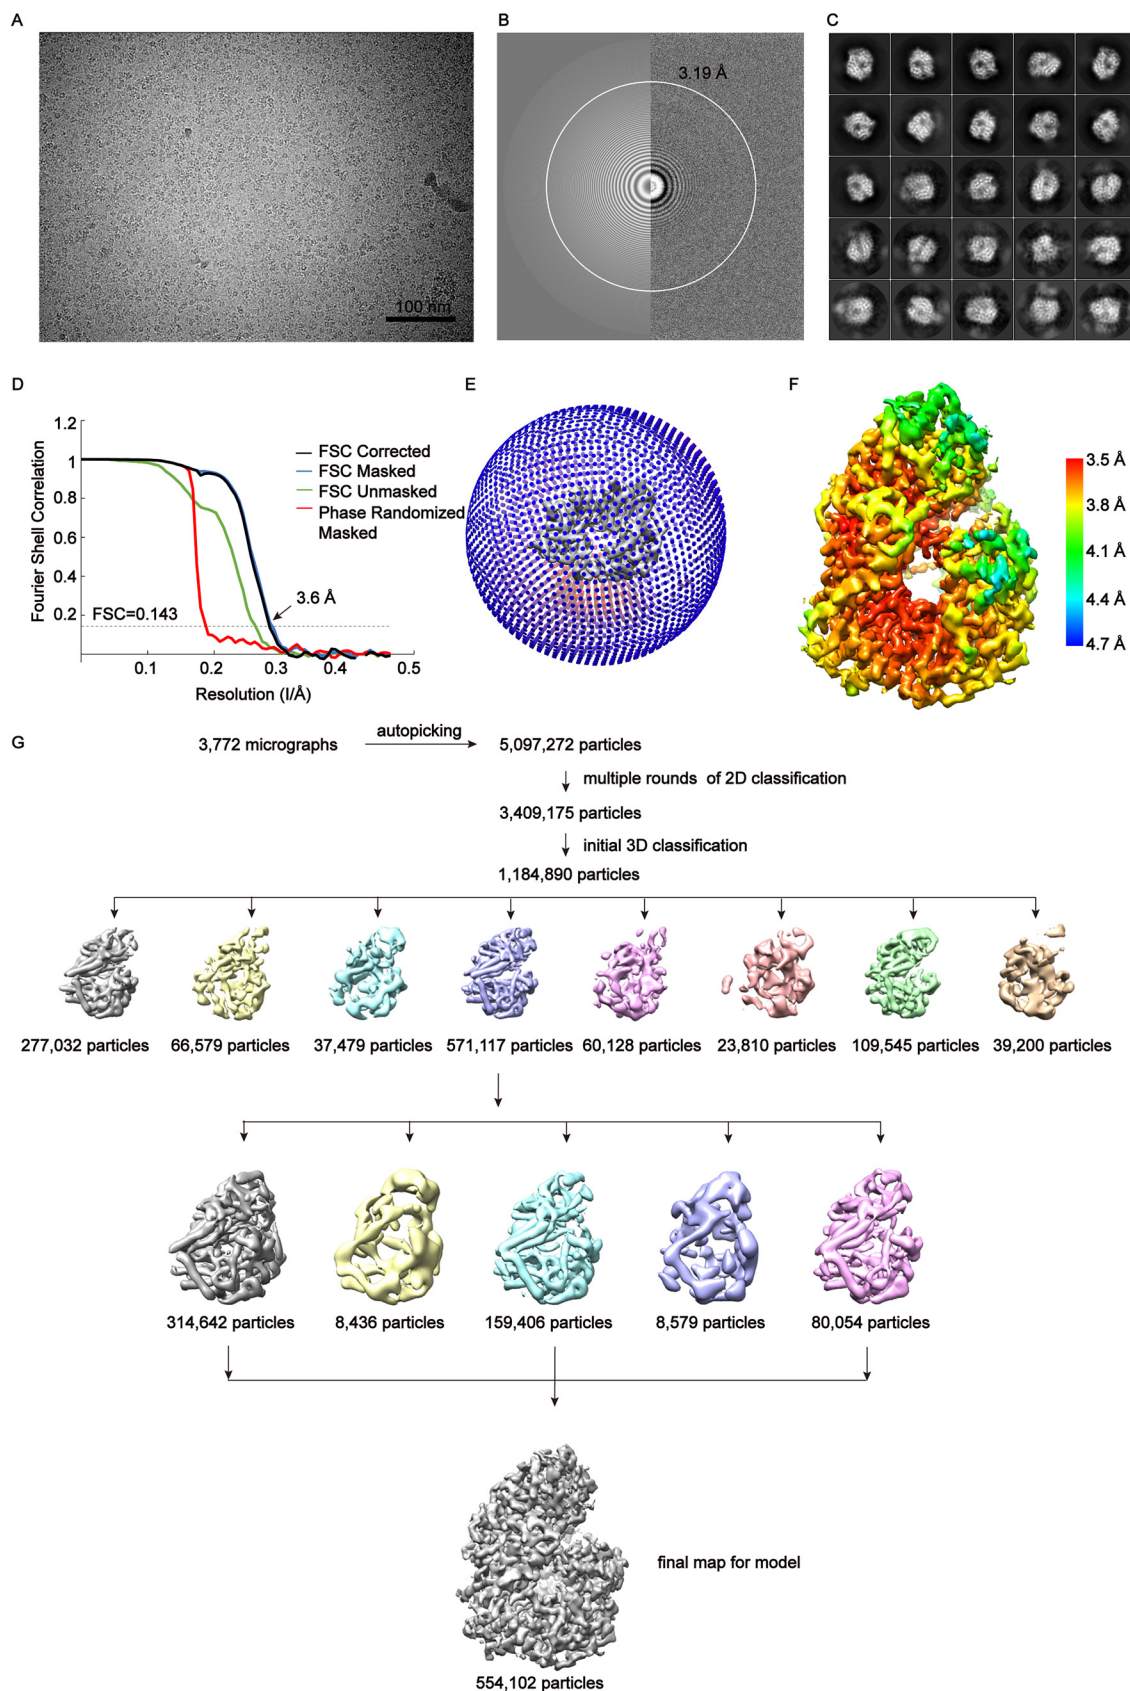 A
B
C
100 nm
3.19 Å
D
E
F
1.2
1
0.8
0.6
0.4
0.2
Fourier Shell Correlation
FSC Corrected
FSC Masked
FSC Unmasked
Phase Randomized
Masked
3.6 Å
FSC=0.143
0.1
0.2
0.3
0.4
0.5
Resolution (I/Å)
3.5 Å
3.8 Å
4.1 Å
4.4 Å
4.7 Å
G
3,772 micrographs
autopicking
5,097,272 particles
multiple rounds of 2D classification
3,409,175 particles
initial 3D classification
1,184,890 particles
277,032 particles
66,579 particles
37,479 particles
571,117 particles
60,128 particles
23,810 particles
109,545 particles
39,200 particles
314,642 particles
8,436 particles
159,406 particles
8,579 particles
80,054 particles
final map for model
554,102 particles